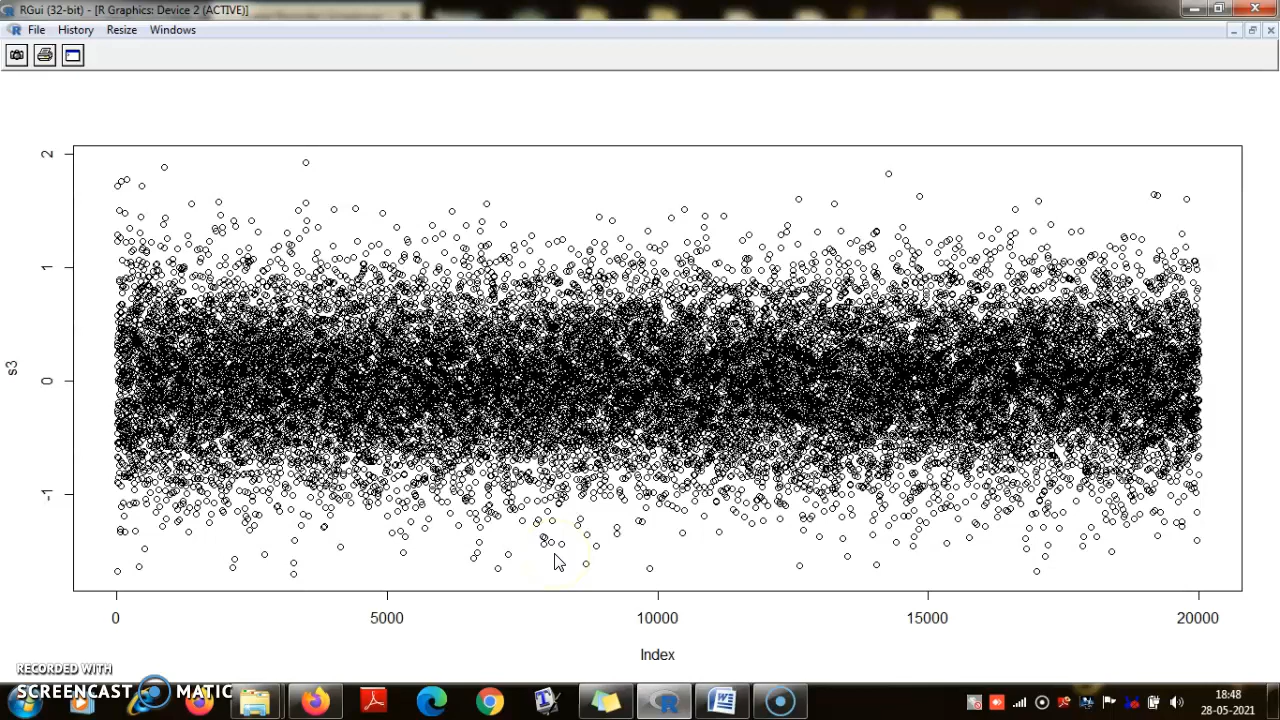 RGui (32-bit) - [R Graphics: Device 2 (ACTIVE)]
File History Resize Windows
2
1
0
-1
s3
0 5000 10000 15000 20000
Index
RECORDED WITH
SCREENCAST MATIC
18:48
28-05-2021